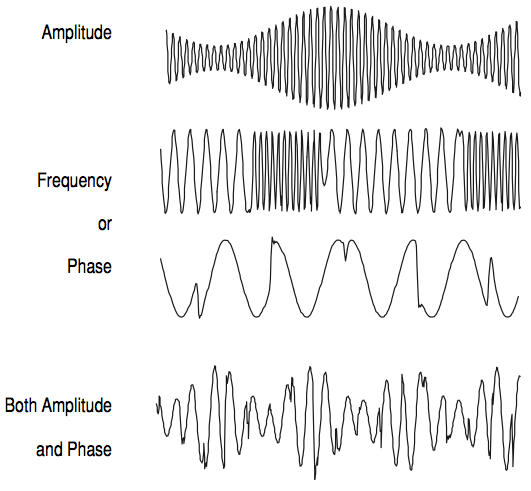 Amplitude
Frequency
or
Phase
Both Amplitude
and Phase